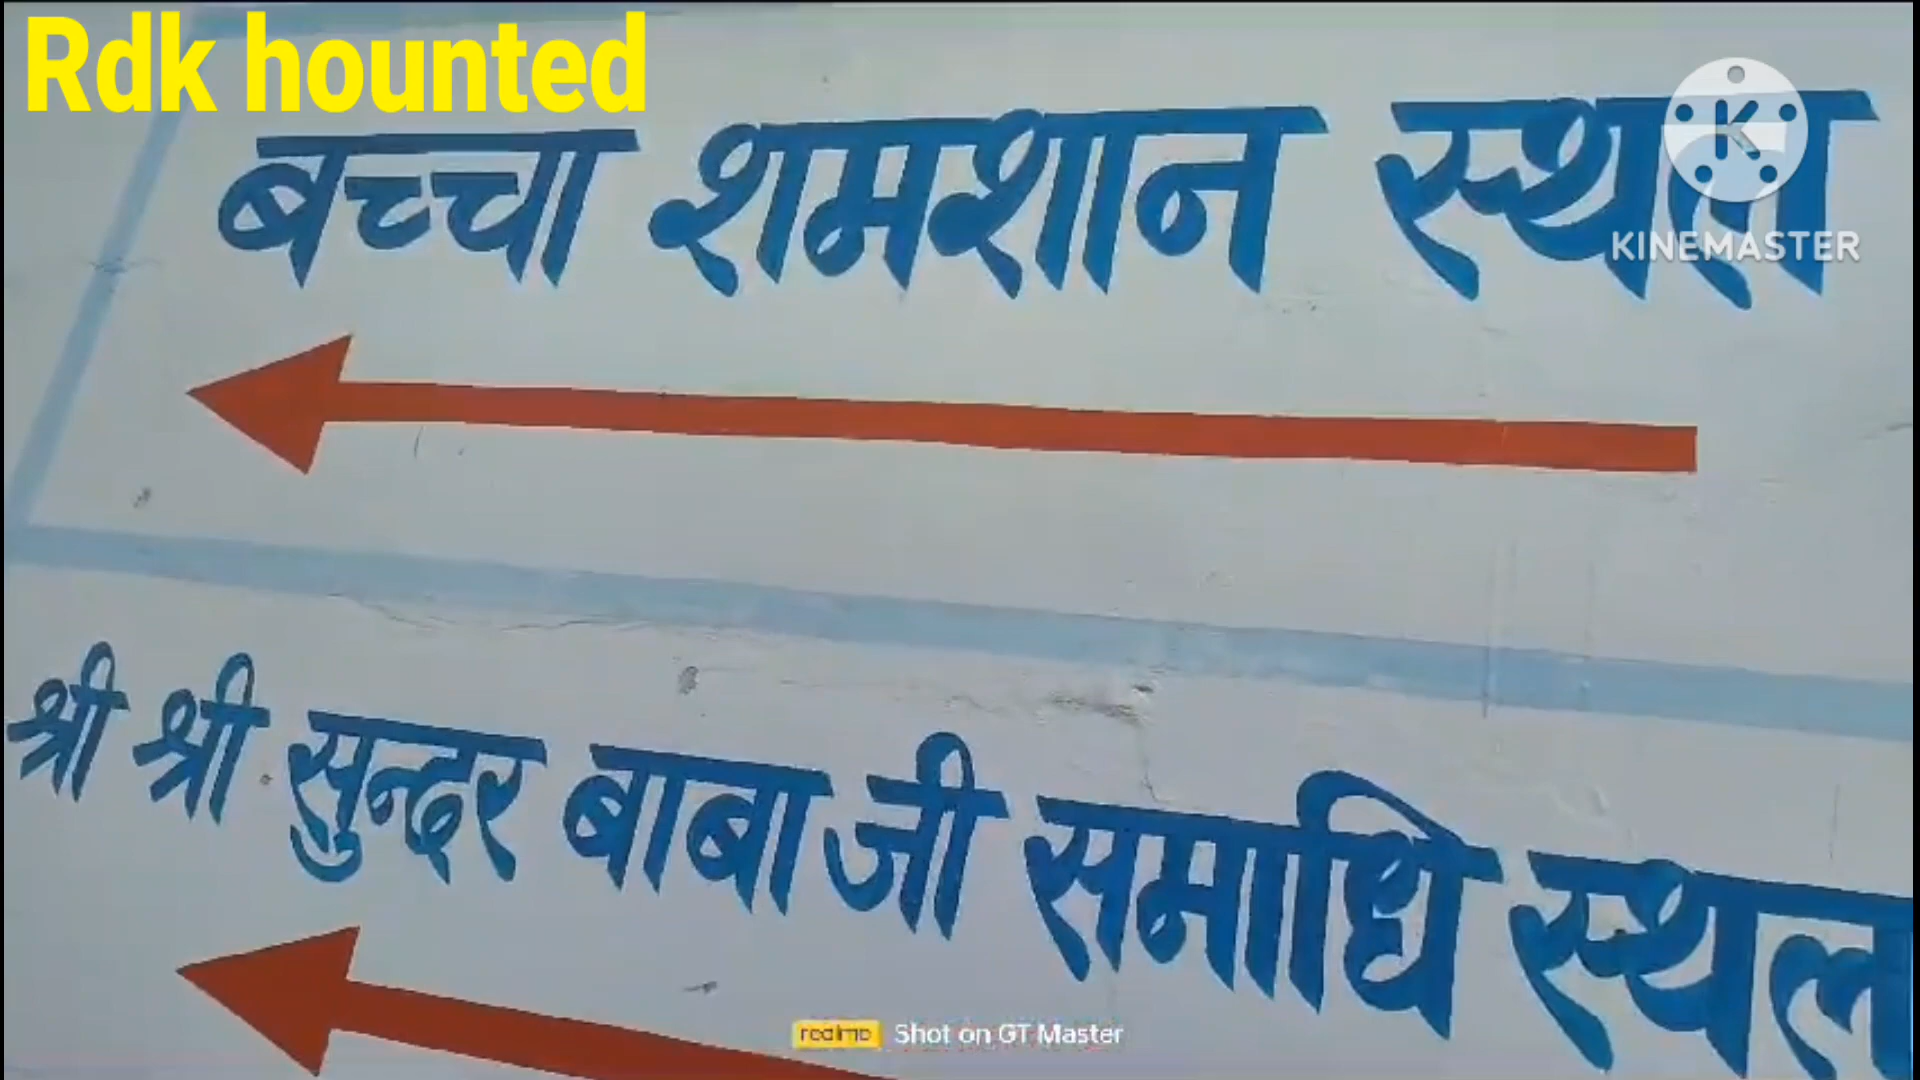 Rdk hounted
बच्चा शमशान स्थल
KINEMASTER
श्री श्री सुन्दर बाबा जी समाधि स्थल
realme Shot on GT Master